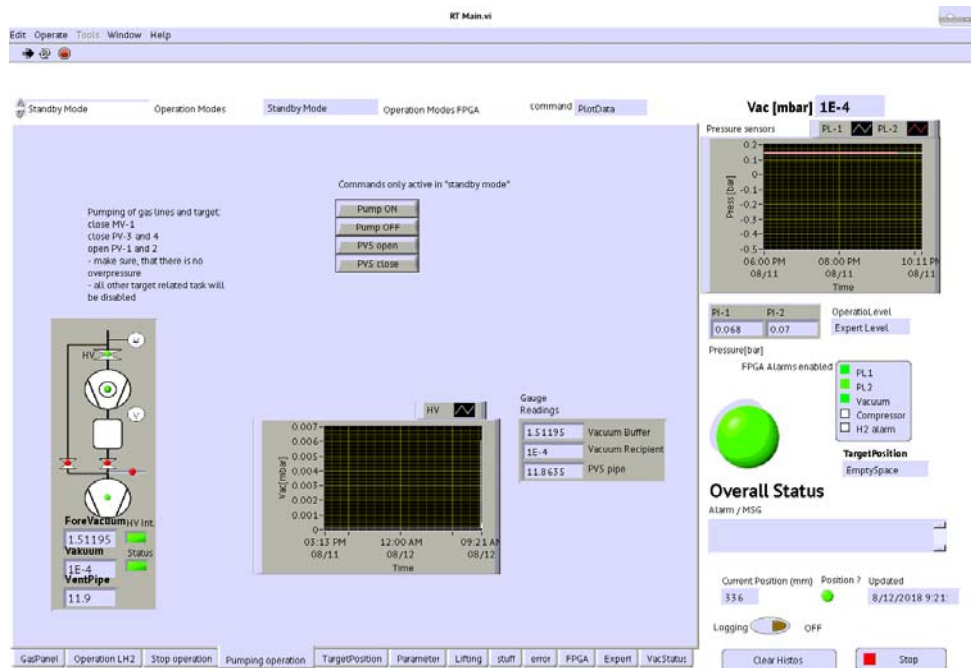 RT Main.vi
Edit Operate Tools Window Help
Standby Mode Operation Modes Standby Mode Operation Modes FPGA command PlotData Vac [mbar] 1E-4
Pressure sensors PL-1 PL-2
Commands only active in "standby mode"
Pump ON
Pump OFF
PV5 open
PV5 close
Pumping of gas lines and target:
close MV-1
close PV-3 and 4
open PV-1 and 2
- make sure, that there is no
overpressure
- all other target related task will
be disabled
Press [bar]
0.2
0.1
0
-0.1
-0.2
-0.3
-0.4
-0.5
06:00 PM 08:00 PM 10:11 PM
08/11 08/11 08/11
Time
PI-1 PI-2 OperatioLevel
0.068 0.07 Expert Level
Pressure[bar]
FPGA Alarms enabled
PL1
PL2
Vacuum
Compressor
H2 alarm
TargetPosition
EmptySpace
HV
V
HV
Vac[mbar]
0.007
0.006
0.005
0.004
0.003
0.002
0.001
0
03:13 PM 12:00 AM 09:21 AM
08/11 08/12 08/12
Time
Gauge
Readings
1.51195 Vacuum Buffer
1E-4 Vacuum Recipient
11.8635 PV5 pipe
ForeVacuum HV Int.
1.51195
Vakuum Status
1E-4
VentPipe
11.9
Overall Status
Alarm / MSG
Current Position (mm) Position ? Updated
336 8/12/2018 9:21:
Logging OFF
GasPanel Operation LH2 Stop operation Pumping operation TargetPosition Parameter Lifting stuff error FPGA Expert VacStatus
Clear Histos Stop